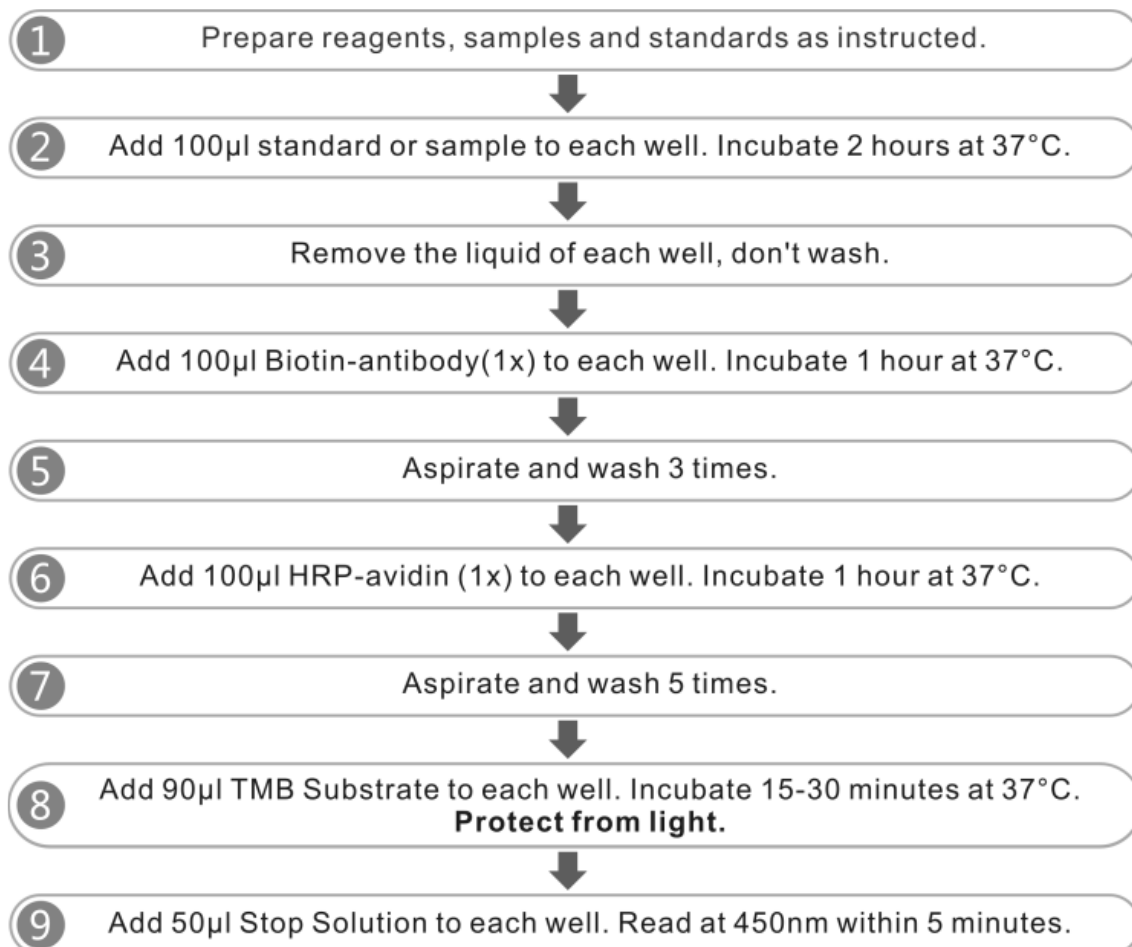 1 Prepare reagents, samples and standards as instructed.
2 Add 100µl standard or sample to each well. Incubate 2 hours at 37°C.
3 Remove the liquid of each well, don't wash.
4 Add 100µl Biotin-antibody(1x) to each well. Incubate 1 hour at 37°C.
5 Aspirate and wash 3 times.
6 Add 100µl HRP-avidin (1x) to each well. Incubate 1 hour at 37°C.
7 Aspirate and wash 5 times.
8 Add 90µl TMB Substrate to each well. Incubate 15-30 minutes at 37°C.
Protect from light.
9 Add 50µl Stop Solution to each well. Read at 450nm within 5 minutes.